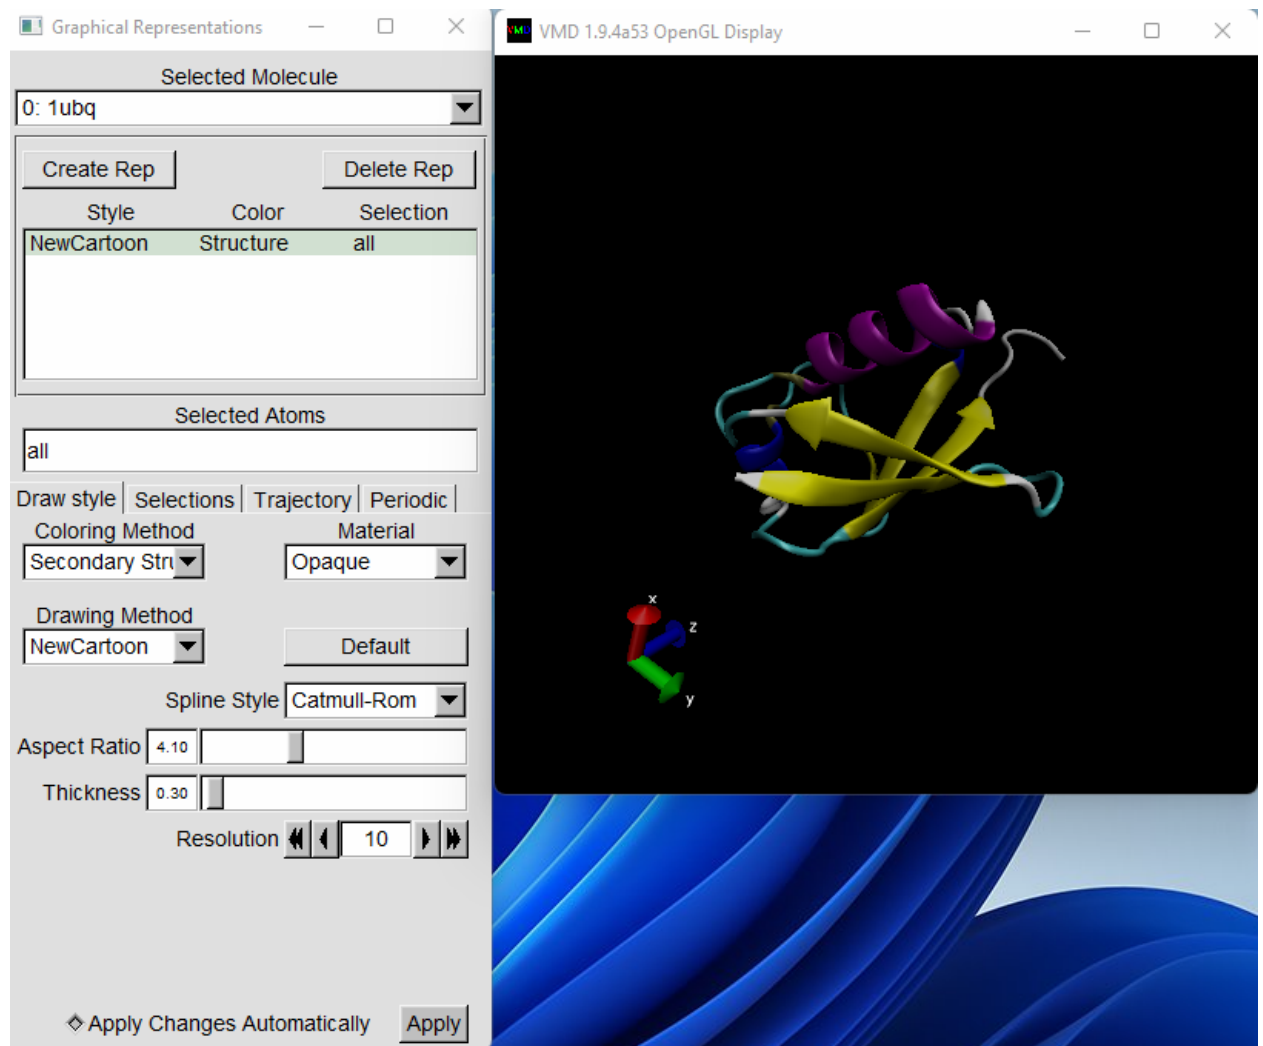 Graphical Representations
Selected Molecule
0: 1ubq
Create Rep
Delete Rep
Style Color Selection
NewCartoon Structure all
Selected Atoms
all
Draw style Selections Trajectory Periodic
Coloring Method Material
Secondary Stru Opaque
Drawing Method
NewCartoon Default
Spline Style Catmull-Rom
Aspect Ratio 4.10
Thickness 0.30
Resolution 10
Apply Changes Automatically Apply
VMD VMD 1.9.4a53 OpenGL Display
x
z
y